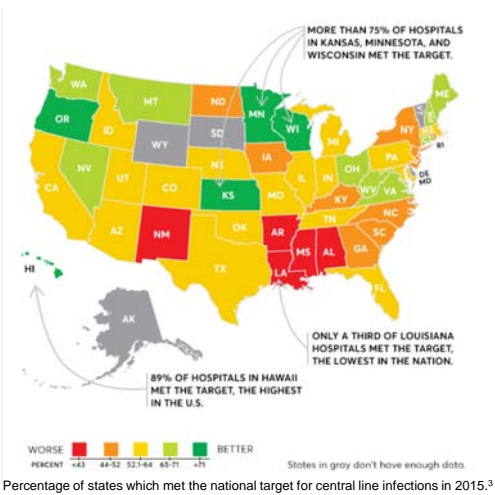 MORE THAN 75% OF HOSPITALS
IN KANSAS, MINNESOTA, AND
WISCONSIN MET THE TARGET.
WA
MT
ND
MN
ME
OR
ID
SD
WI
MI
NY
WY
IA
PA
RI
NV
NE
IL
IN
OH
DE
MD
CA
UT
CO
KS
MO
WV
VA
KY
NC
TN
AZ
NM
OK
AR
SC
MS
AL
GA
TX
LA
FL
HI
AK
ONLY A THIRD OF LOUISIANA
HOSPITALS MET THE TARGET,
THE LOWEST IN THE NATION.
89% OF HOSPITALS IN HAWAII
MET THE TARGET, THE HIGHEST
IN THE U.S.
WORSE BETTER
PERCENT <43 44-52 52.1-64 65-71 >71
States in gray don't have enough data.
Percentage of states which met the national target for central line infections in 2015.³